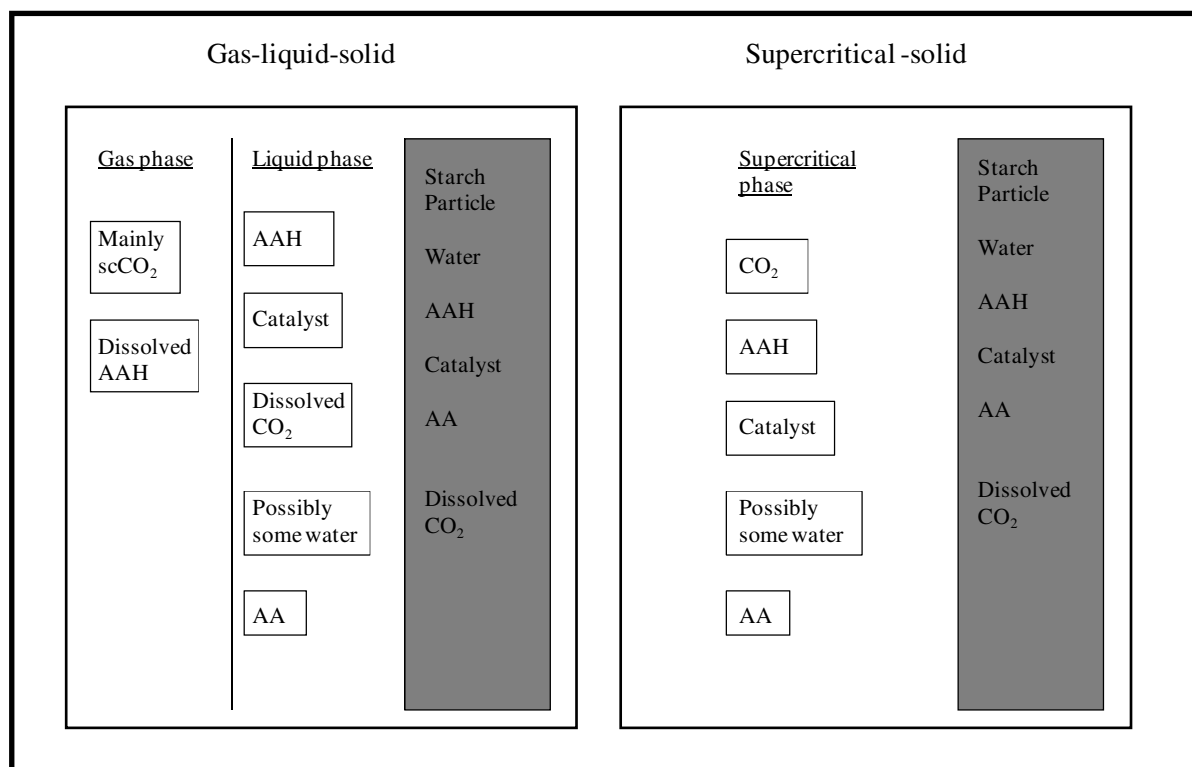 Gas-liquid-solid
Gas phase
Mainly
scCO₂
Dissolved
AAH
Liquid phase
AAH
Catalyst
Dissolved
CO₂
Possibly
some water
AA
Starch
Particle
Water
AAH
Catalyst
AA
Dissolved
CO₂
Supercritical -solid
Supercritical
phase
CO₂
AAH
Catalyst
Possibly
some water
AA
Starch
Particle
Water
AAH
Catalyst
AA
Dissolved
CO₂